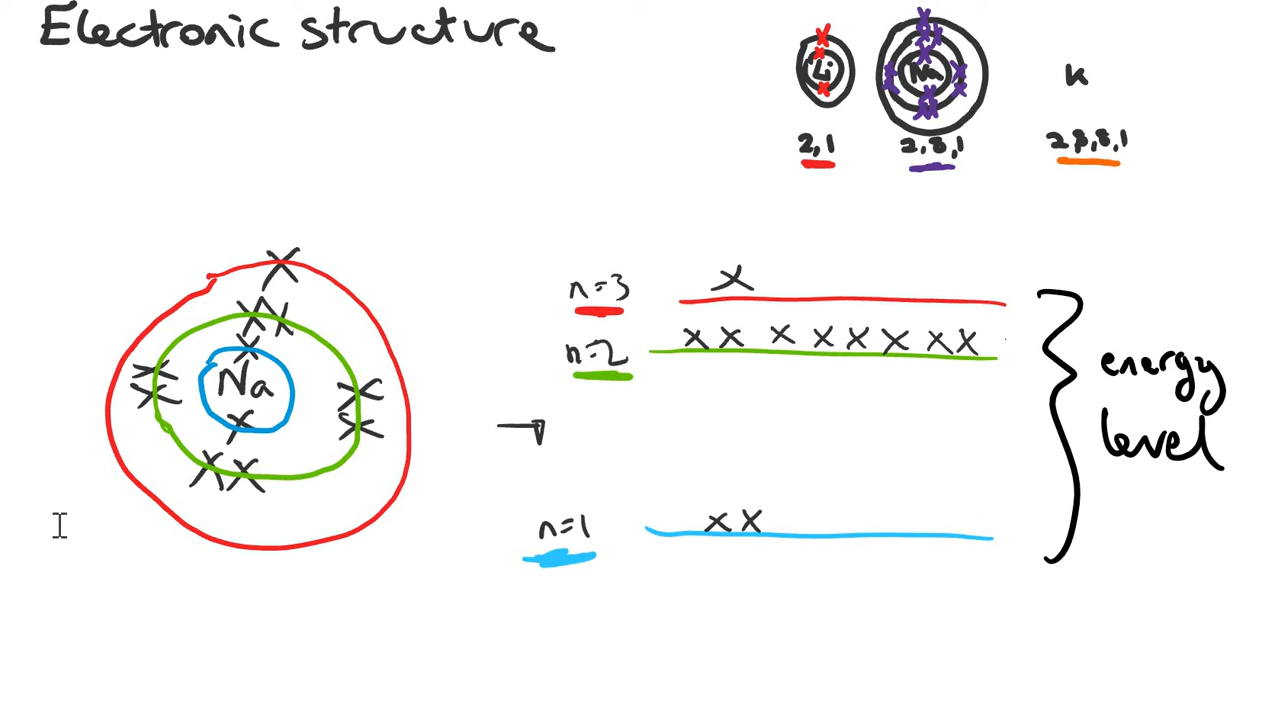 Electronic structure
Li
Na
K
2,1
2,8,1
2,8,8,1
Na
n=3
n=2
n=1
energy
level